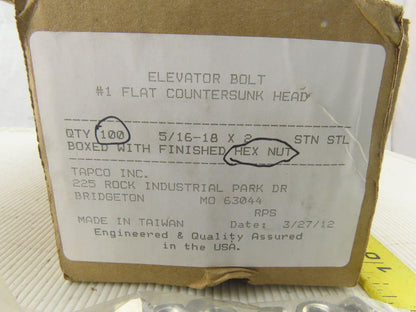 ELEVATOR BOLT
#1 FLAT COUNTERSUNK HEAD
QTY 100 5/16-18 X 2 STN STL
BOXED WITH FINISHED HEX NUT
TAPCO INC.
225 ROCK INDUSTRIAL PARK DR
BRIDGETON MO 63044
RPS
MADE IN TAIWAN Date: 3/27/12
Engineered & Quality Assured
in the USA.
1